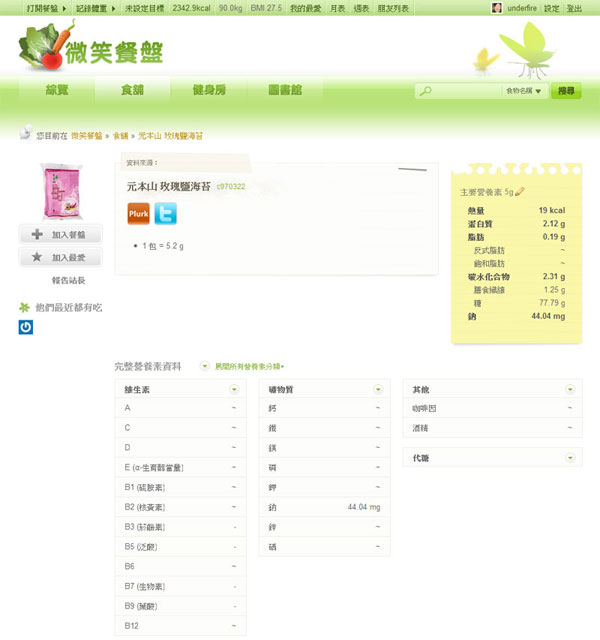 打開餐盤 記錄體重 未設定目標 2342.9kcal 90.0kg BMI 27.5 我的最愛 月表 週表 朋友列表 underfire 設定 登出
微笑餐盤
綜覽 食舖 健身房 圖書館 食物名稱 搜尋
您目前在 微笑餐盤 » 食舖 » 元本山 玫瑰鹽海苔
資料來源：
元本山 玫瑰鹽海苔 c970322
Plurk
1 包 = 5.2 g
加入餐盤
加入最愛
報告站長
他們最近都有吃
主要營養素 5g
熱量 19 kcal
蛋白質 2.12 g
脂肪 0.19 g
反式脂肪 ~
飽和脂肪 ~
碳水化合物 2.31 g
膳食纖維 1.25 g
糖 77.79 g
鈉 44.04 mg
完整營養素資料 展開所有營養素分類
維生素
A ~
C ~
D ~
E (α-生育醇當量) ~
B1 (硫胺素) ~
B2 (核黃素) ~
B3 (菸鹼素) -
B5 (泛酸) -
B6 ~
B7 (生物素) -
B9 (葉酸) -
B12 ~
礦物質
鈣 ~
鐵 ~
鎂 ~
磷 ~
鉀 ~
鈉 44.04 mg
鋅 ~
硒 ~
其他
咖啡因 ~
酒精 ~
代糖